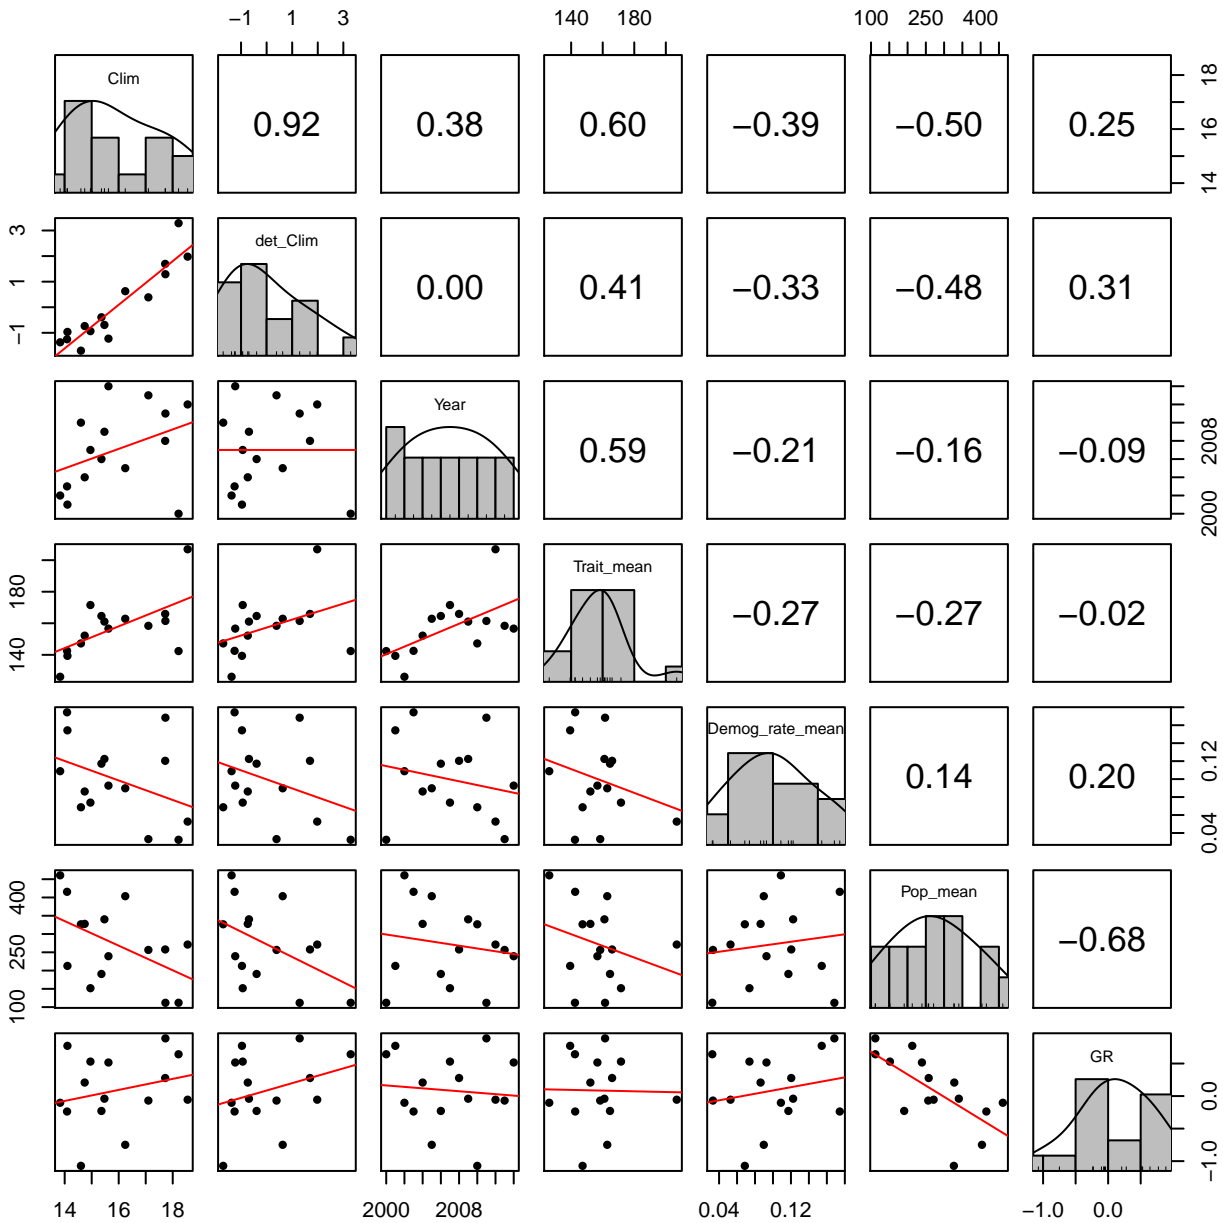 −1 1 3 140 180 100 250 400
Clim 0.92 0.38 0.60 −0.39 −0.50 0.25 14 16 18
−1 1 3 det_Clim 0.00 0.41 −0.33 −0.48 0.31
Year 0.59 −0.21 −0.16 −0.09 2000 2008
140 180 Trait_mean −0.27 −0.27 −0.02
Demog_rate_mean 0.14 0.20 0.04 0.12
100 250 400 Pop_mean −0.68
GR −1.0 0.0
14 16 18 2000 2008 0.04 0.12 −1.0 0.0